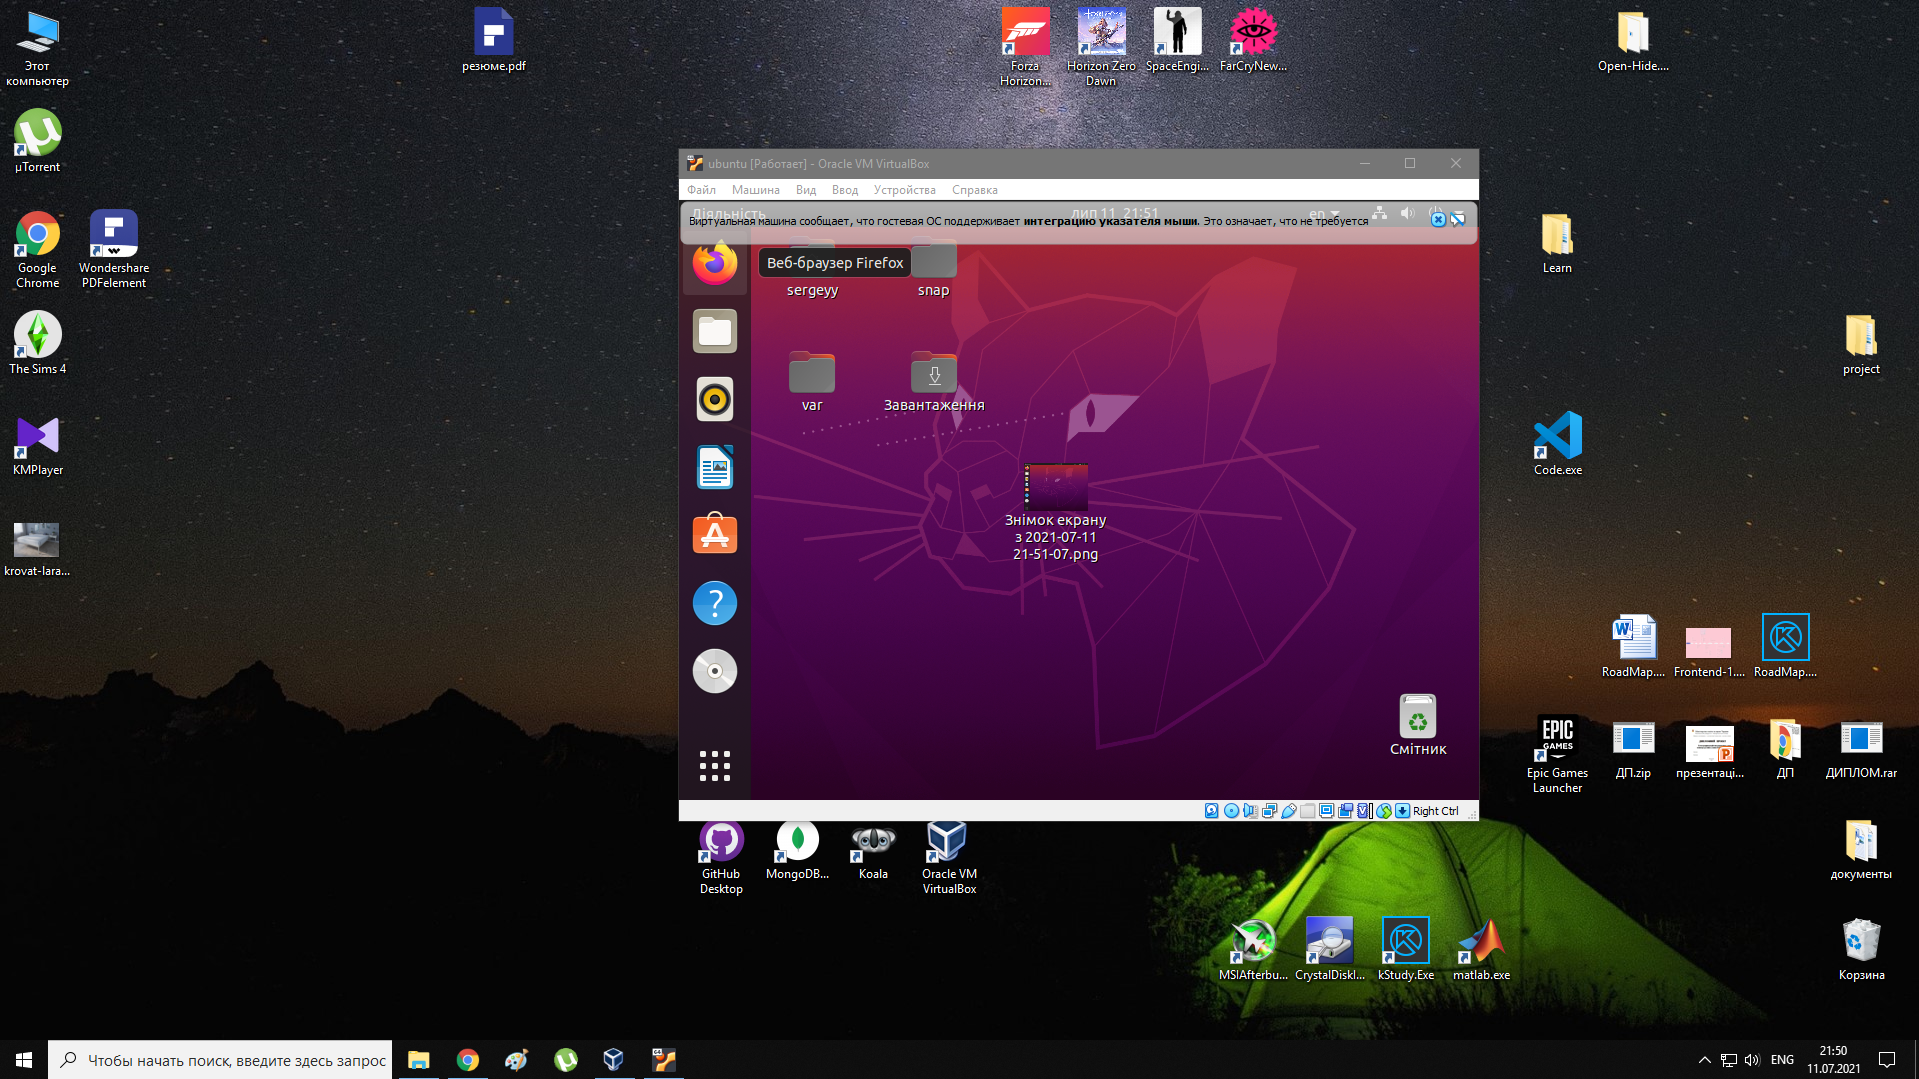 Этот
компьютер
резюме.pdf
Forza
Horizon...
Horizon Zero
Dawn
SpaceEngi...
FarCryNew...
Open-Hide....
µTorrent
Google
Chrome
Wondershare
PDFelement
The Sims 4
KMPlayer
krovat-lara...
ubuntu [Работает] - Oracle VM VirtualBox
Файл Машина Вид Ввод Устройства Справка
Діяльність лип 11 21:51 en
Виртуальная машина сообщает, что гостевая ОС поддерживает интеграцию указателя мыши. Это означает, что не требуется
Веб-браузер Firefox
sergeyy
snap
var
Завантаження
Знімок екрану
з 2021-07-11
21-51-07.png
Смітник
Right Ctrl
Learn
project
Code.exe
RoadMap....
Frontend-1....
RoadMap....
EPIC
GAMES
Epic Games
Launcher
ДП.zip
презентаці...
ДП
ДИПЛОМ.rar
GitHub
Desktop
MongoDB...
Koala
Oracle VM
VirtualBox
документы
MSIAfterbu...
CrystalDiskI...
kStudy.Exe
matlab.exe
Корзина
Чтобы начать поиск, введите здесь запрос
ENG
21:50
11.07.2021